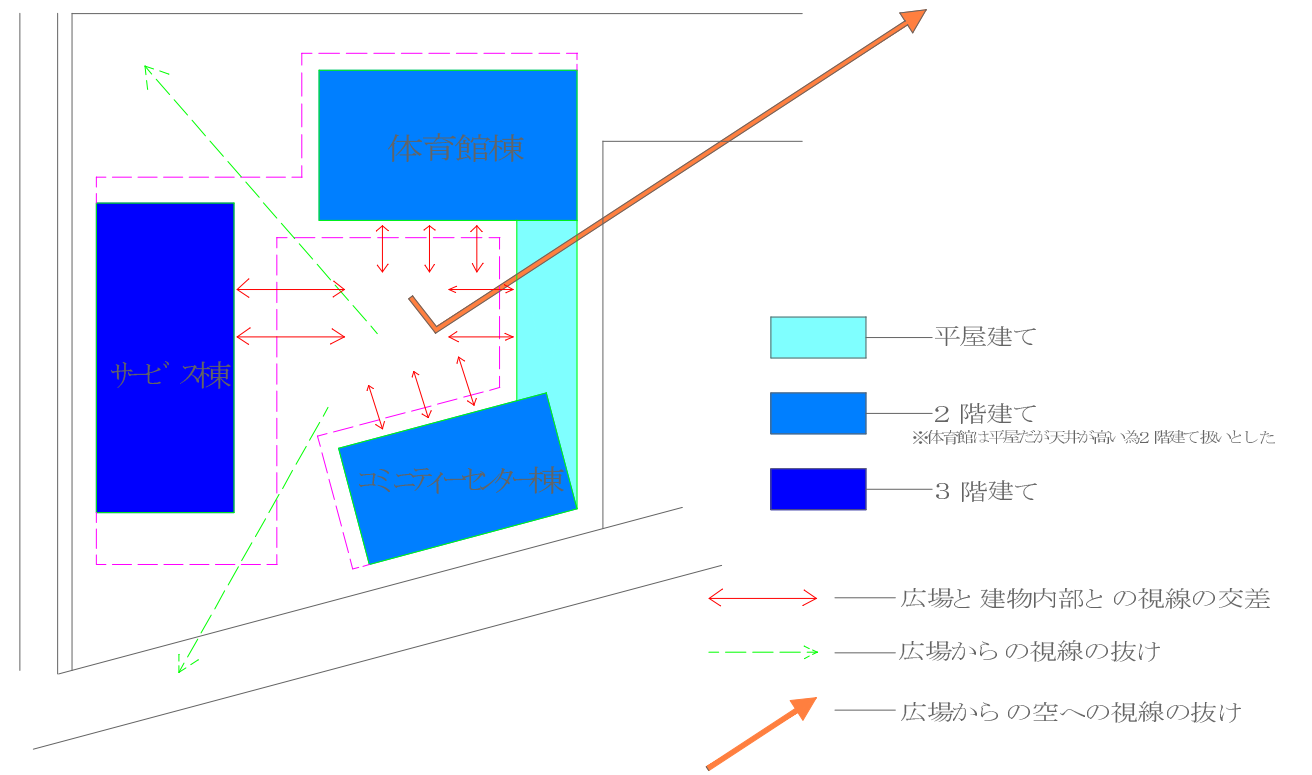 体育館棟
サービス棟
コミニティーセンター棟
平屋建て
2階建て
※体育館は平屋だが天井が高い為2階建て扱いとした
3階建て
広場と建物内部との視線の交差
広場からの視線の抜け
広場からの空への視線の抜け